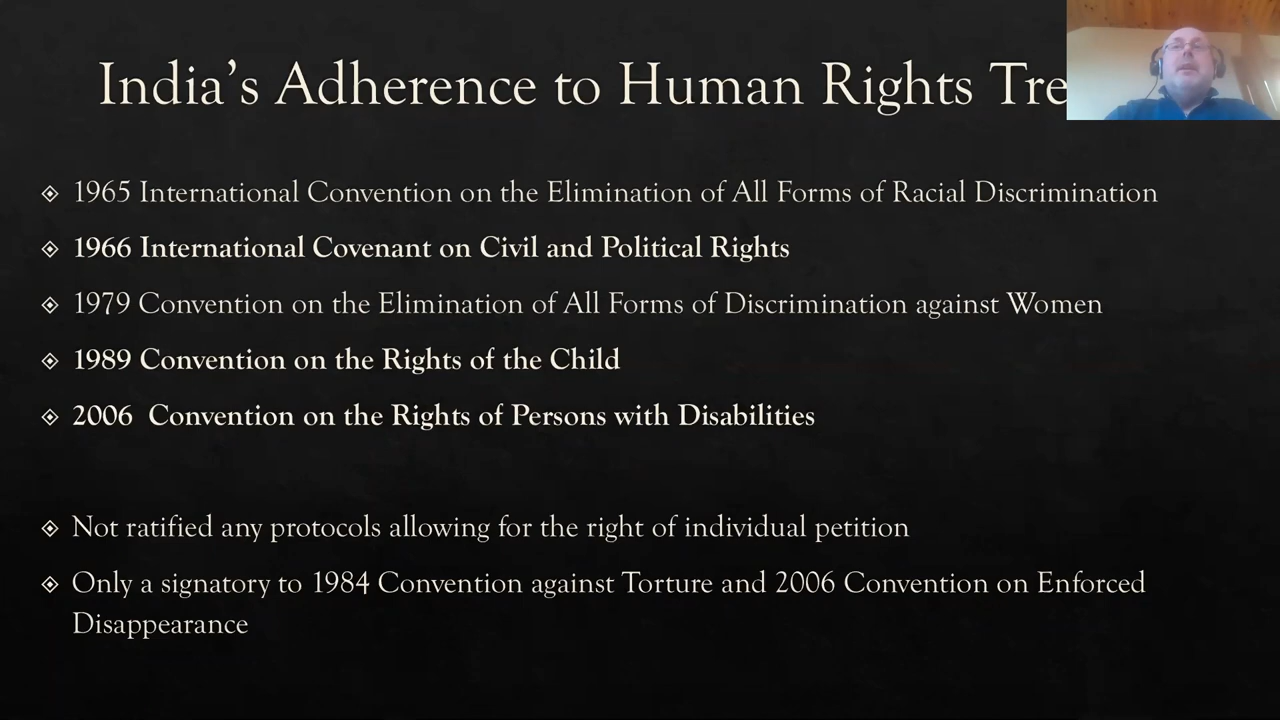 India’s Adherence to Human Rights
1965 International Convention on the Elimination of All Forms of Racial Discrimination
1966 International Covenant on Civil and Political Rights
1979 Convention on the Elimination of All Forms of Discrimination against Women
1989 Convention on the Rights of the Child
2006 Convention on the Rights of Persons with Disabilities
Not ratified any protocols allowing for the right of individual petition
Only a signatory to 1984 Convention against Torture and 2006 Convention on Enforced
Disappearance